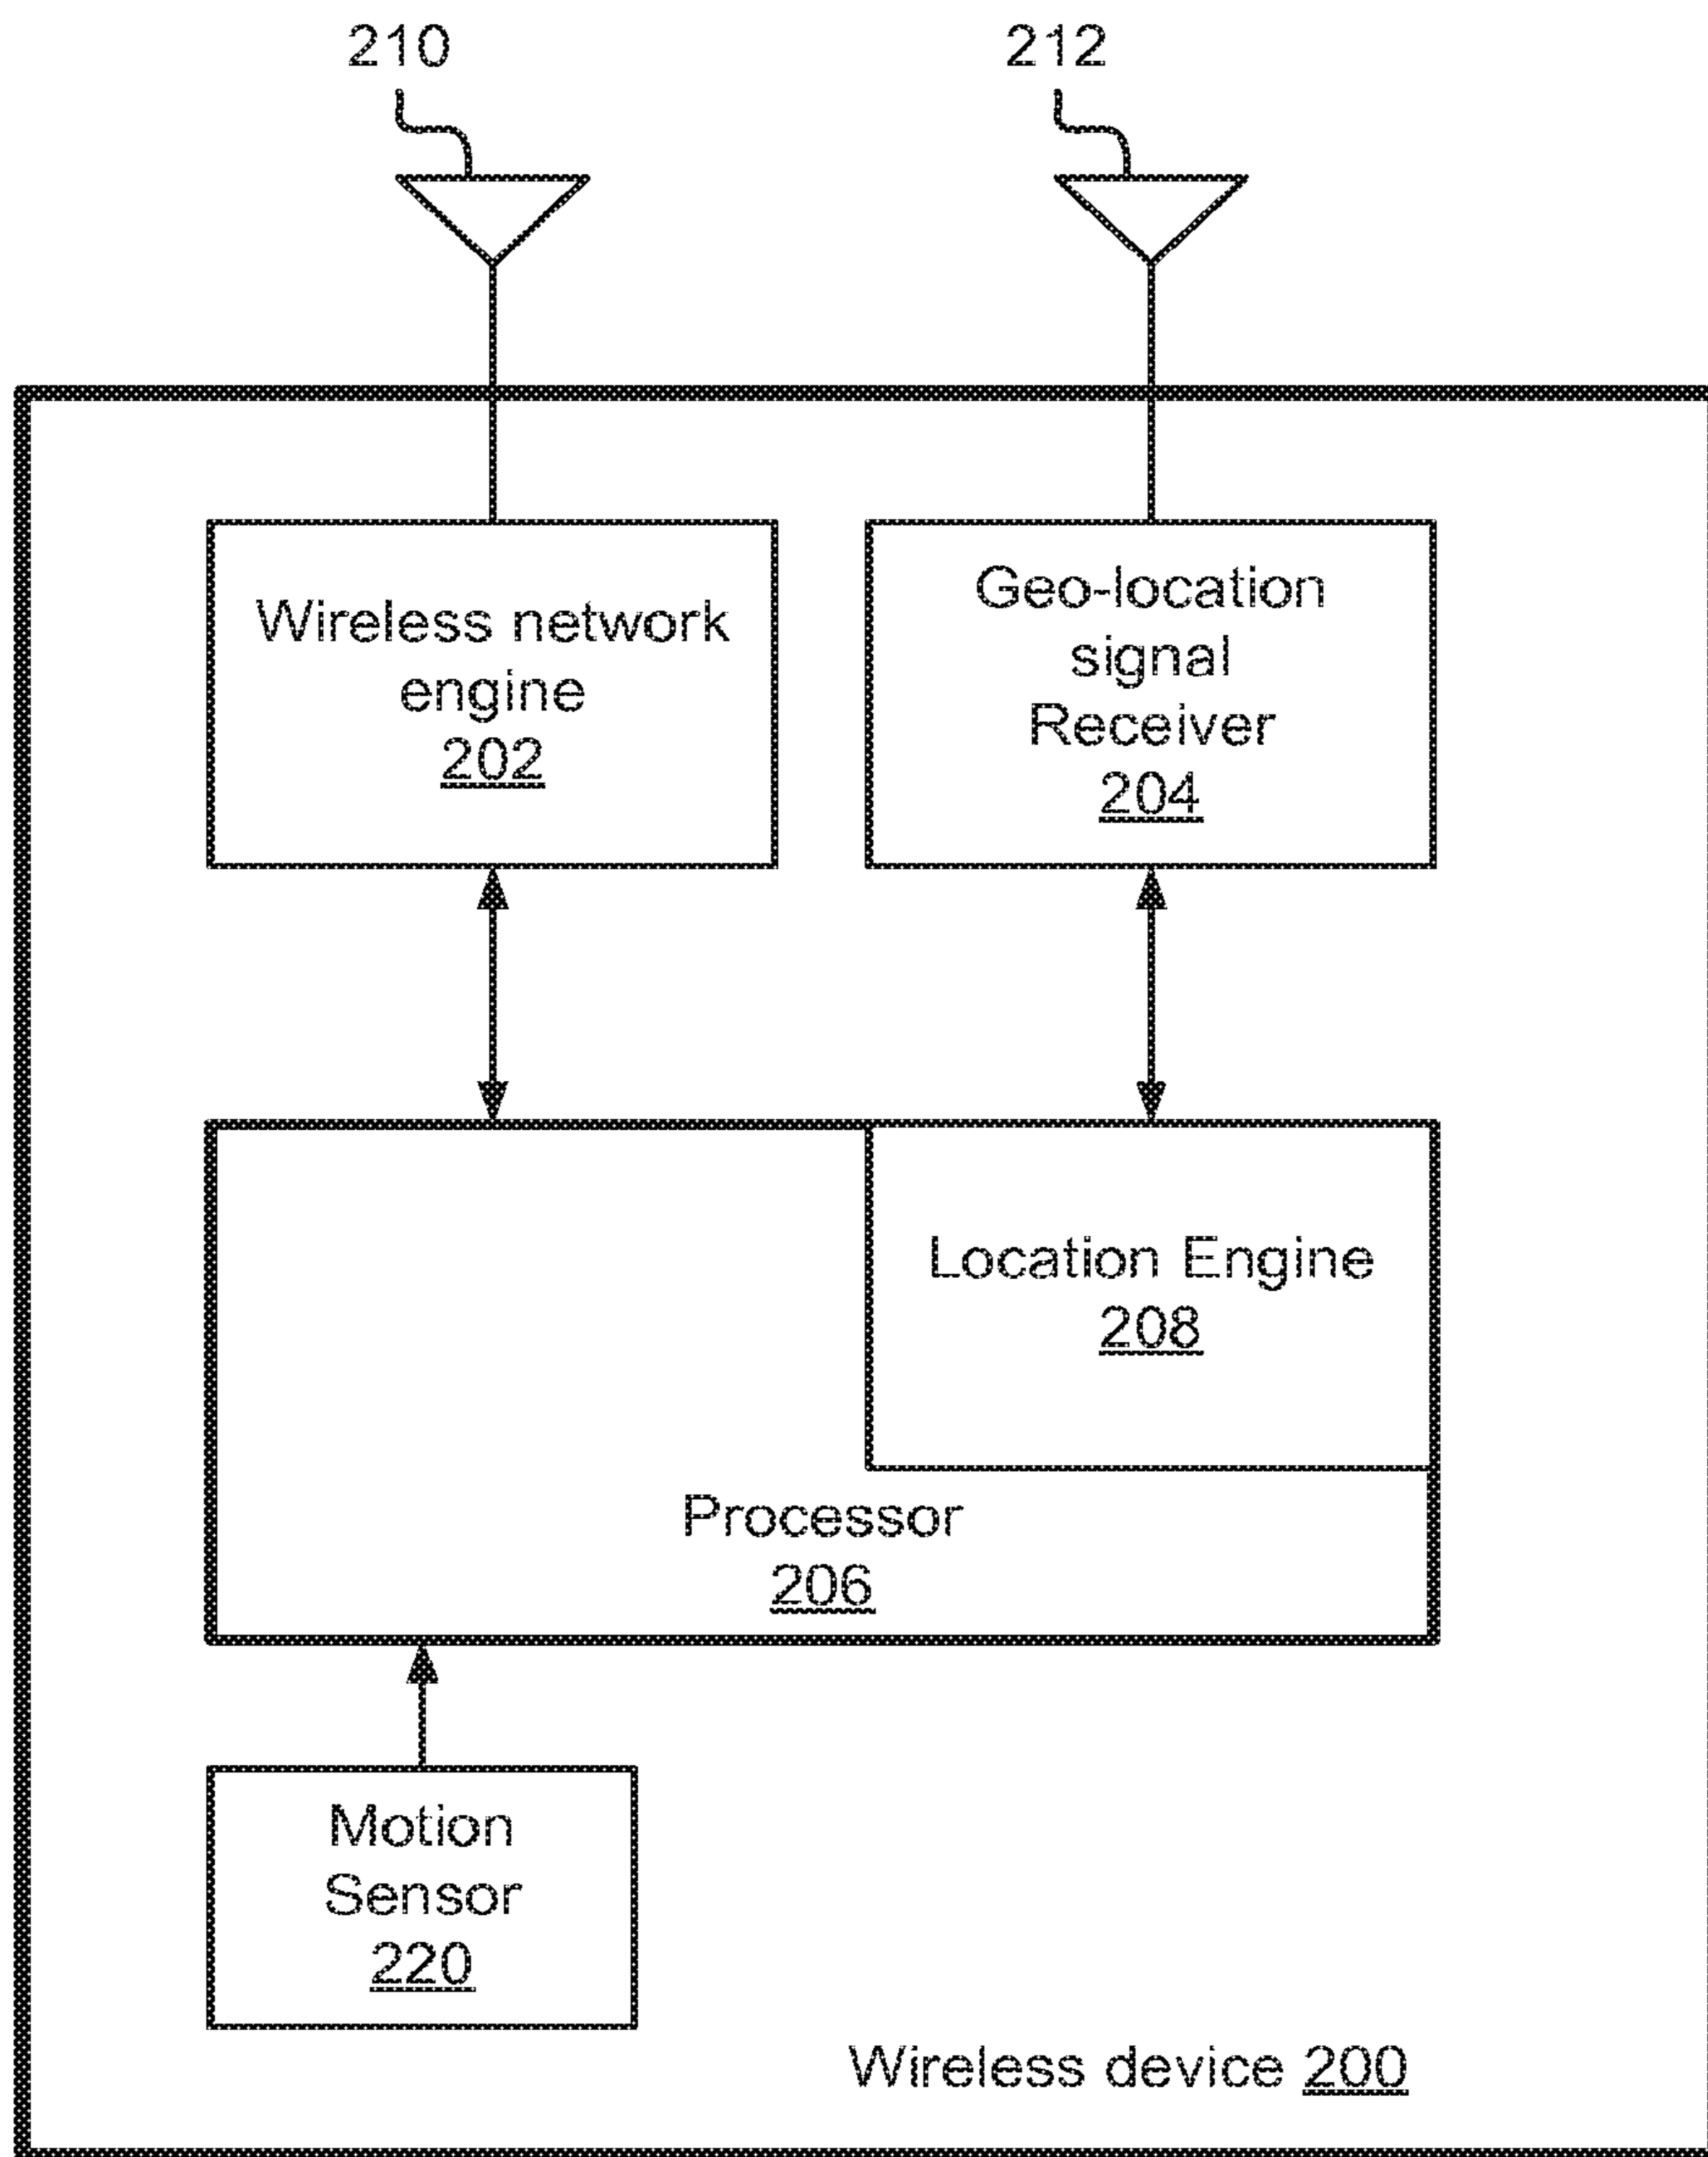 210
212
Wireless network
engine
202
Geo-location
signal
Receiver
204
Location Engine
208
Processor
206
Motion
Sensor
220
Wireless device 200